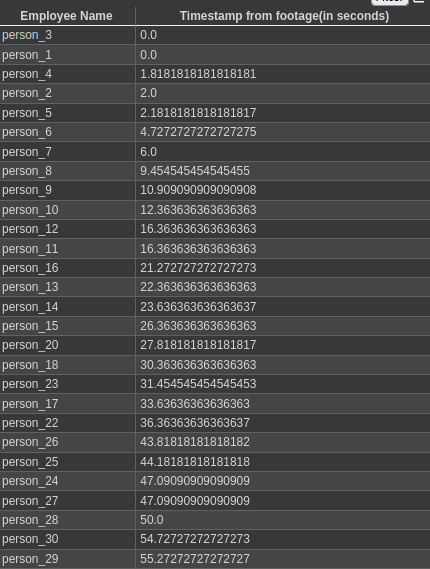 Employee Name Timestamp from footage(in seconds)
person_3 0.0
person_1 0.0
person_4 1.8181818181818181
person_2 2.0
person_5 2.1818181818181817
person_6 4.7272727272727275
person_7 6.0
person_8 9.454545454545455
person_9 10.909090909090908
person_10 12.363636363636363
person_12 16.363636363636363
person_11 16.363636363636363
person_16 21.272727272727273
person_13 22.363636363636363
person_14 23.636363636363637
person_15 26.363636363636363
person_20 27.818181818181817
person_18 30.363636363636363
person_23 31.454545454545453
person_17 33.63636363636363
person_22 36.36363636363637
person_26 43.81818181818182
person_25 44.18181818181818
person_24 47.09090909090909
person_27 47.09090909090909
person_28 50.0
person_30 54.72727272727273
person_29 55.27272727272727